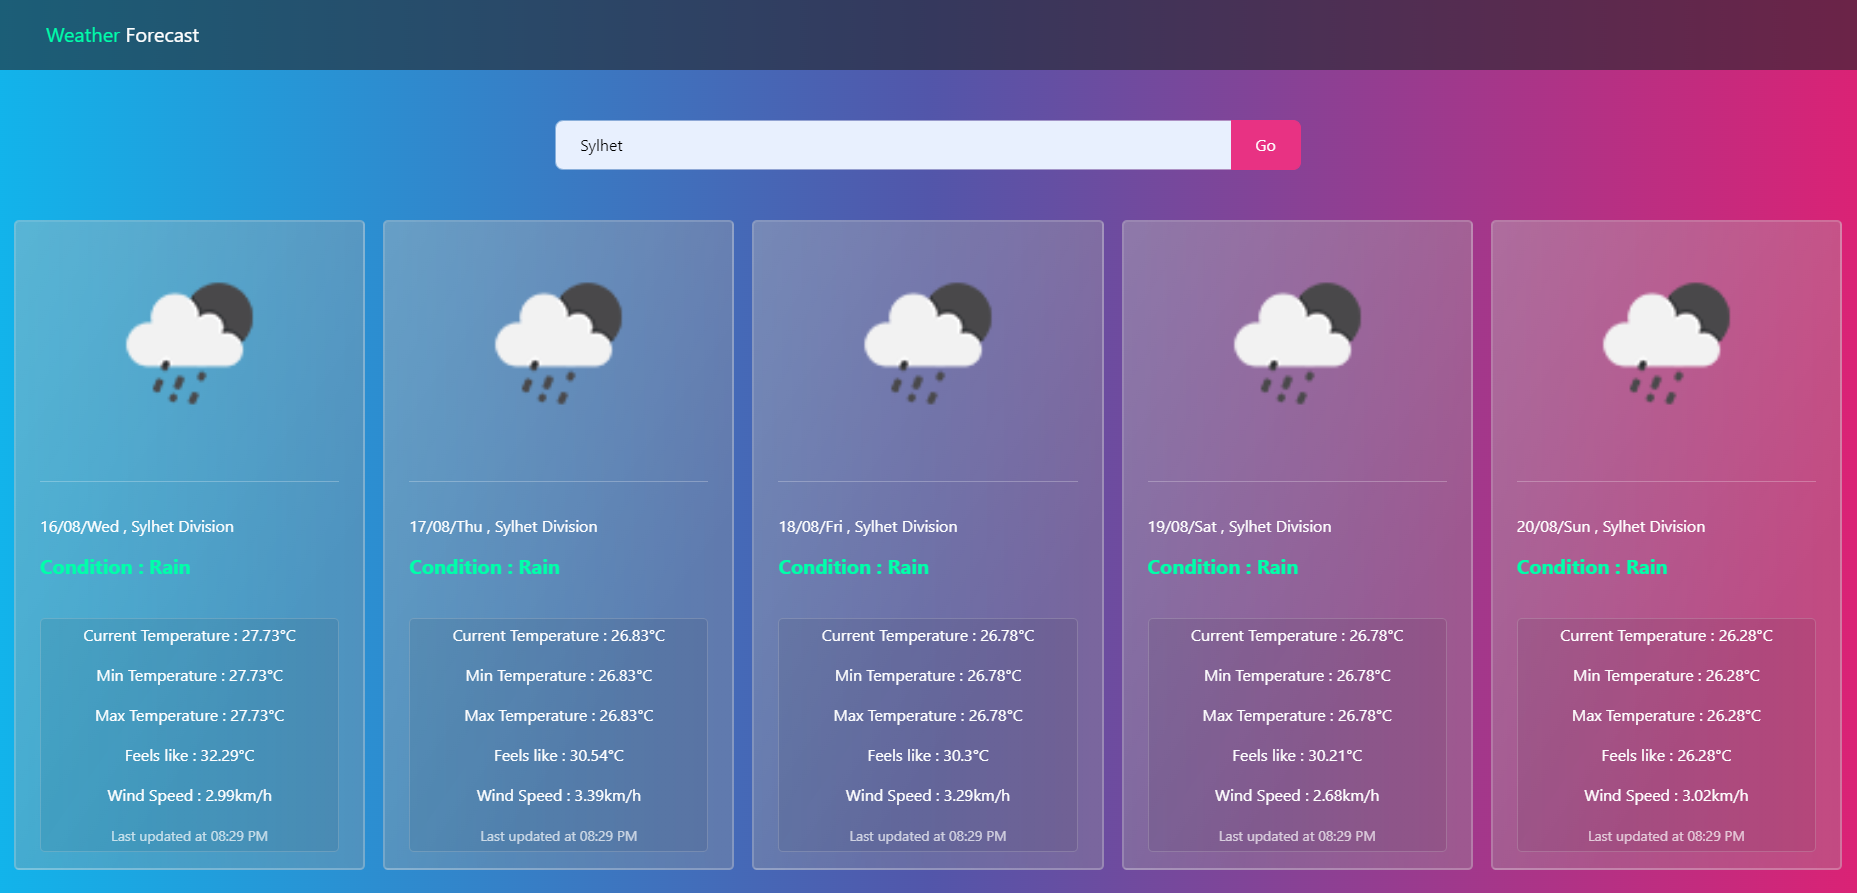 Weather Forecast
Sylhet
Go
16/08/Wed , Sylhet Division
Condition : Rain
Current Temperature : 27.73°C
Min Temperature : 27.73°C
Max Temperature : 27.73°C
Feels like : 32.29°C
Wind Speed : 2.99km/h
Last updated at 08:29 PM
17/08/Thu , Sylhet Division
Condition : Rain
Current Temperature : 26.83°C
Min Temperature : 26.83°C
Max Temperature : 26.83°C
Feels like : 30.54°C
Wind Speed : 3.39km/h
Last updated at 08:29 PM
18/08/Fri , Sylhet Division
Condition : Rain
Current Temperature : 26.78°C
Min Temperature : 26.78°C
Max Temperature : 26.78°C
Feels like : 30.3°C
Wind Speed : 3.29km/h
Last updated at 08:29 PM
19/08/Sat , Sylhet Division
Condition : Rain
Current Temperature : 26.78°C
Min Temperature : 26.78°C
Max Temperature : 26.78°C
Feels like : 30.21°C
Wind Speed : 2.68km/h
Last updated at 08:29 PM
20/08/Sun , Sylhet Division
Condition : Rain
Current Temperature : 26.28°C
Min Temperature : 26.28°C
Max Temperature : 26.28°C
Feels like : 26.28°C
Wind Speed : 3.02km/h
Last updated at 08:29 PM